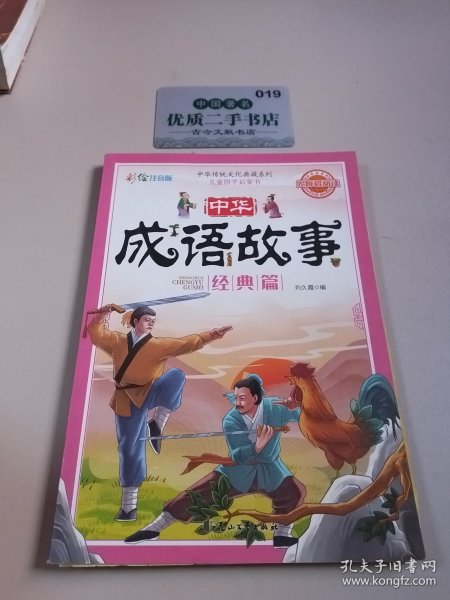 019
中国著名
优质二手书店
古今文献书店
彩绘注音版
中华传统文化典藏系列
儿童国学启蒙书
中华
成语故事
ZHONGHUA
CHENGYU
GUSHI
经典篇
刘久霞◎编
孔夫子旧书网
www.kongfz.com